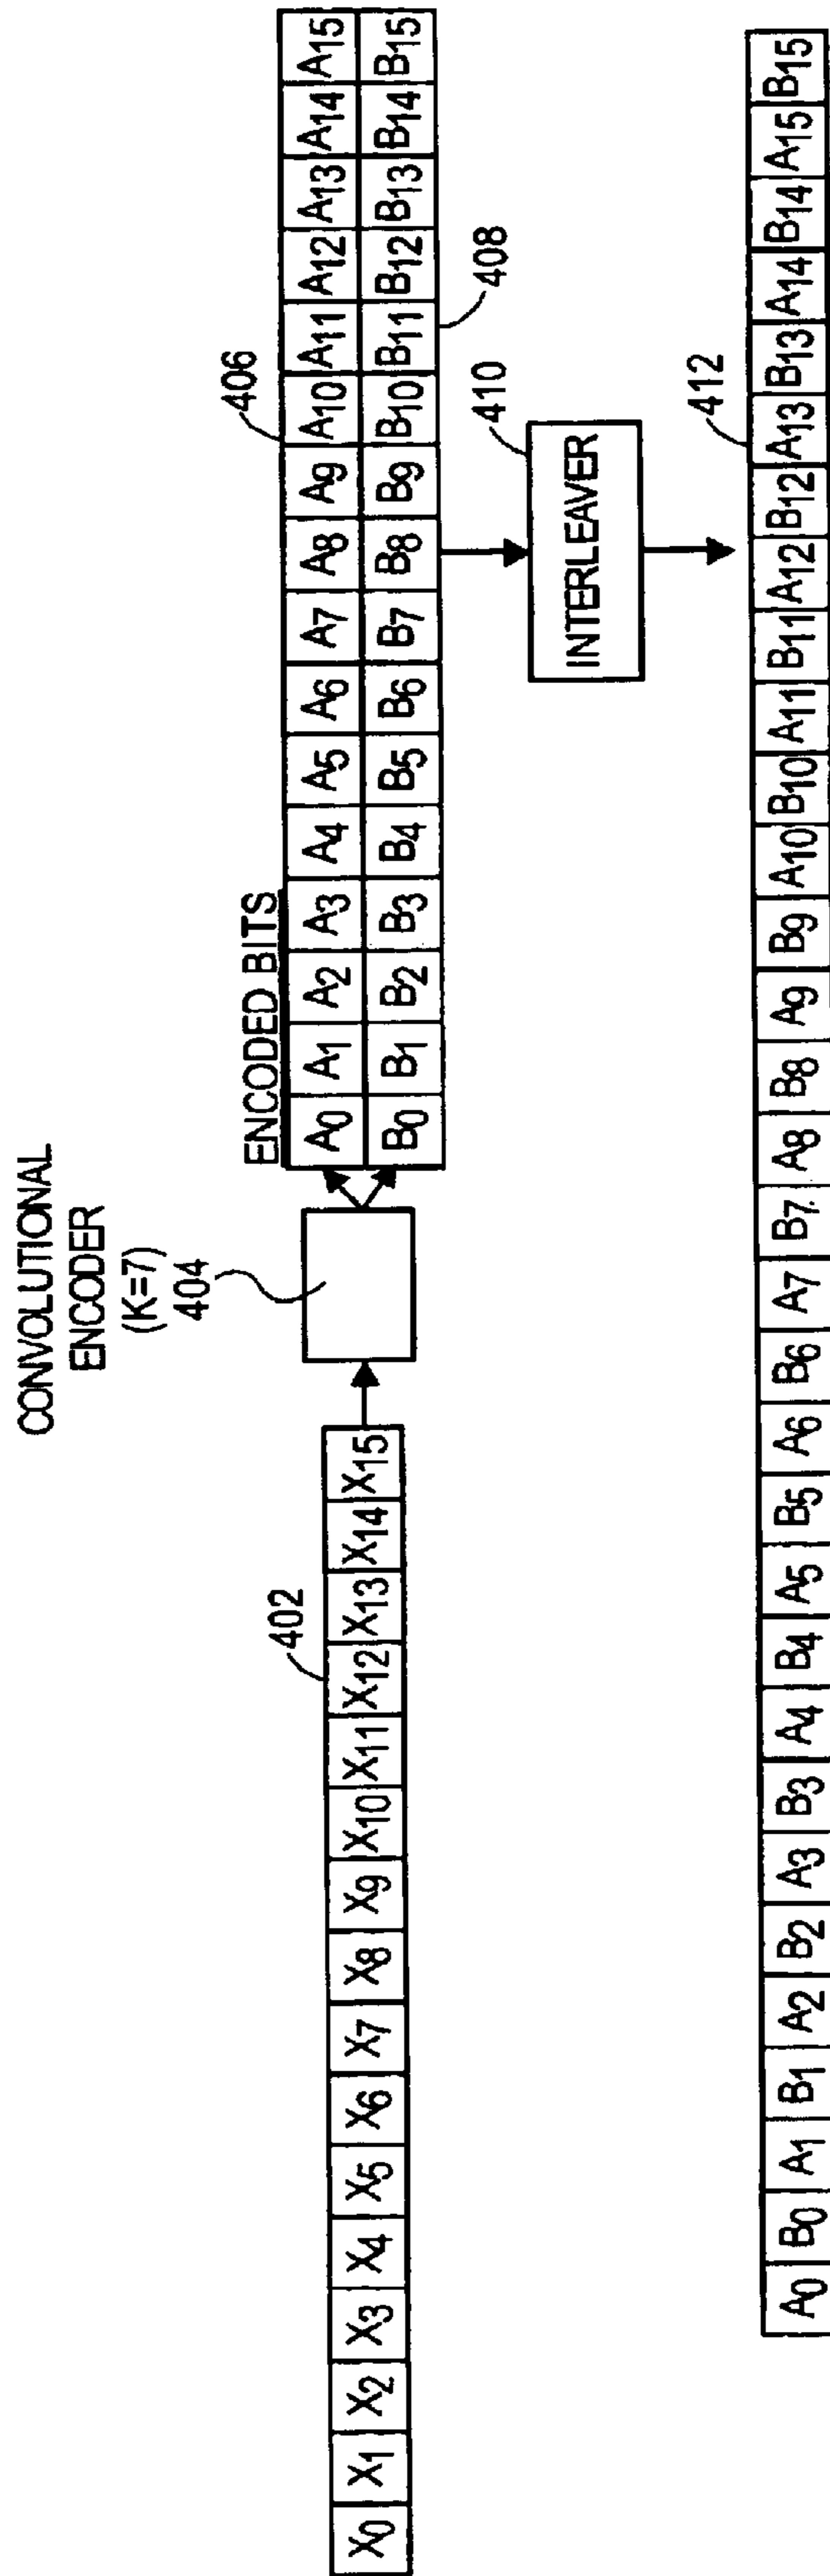 CONVOLUTIONAL
ENCODER
(K=7)
404
402
X0 X1 X2 X3 X4 X5 X6 X7 X8 X9 X10 X11 X12 X13 X14 X15
ENCODED BITS
406
A0 A1 A2 A3 A4 A5 A6 A7 A8 A9 A10 A11 A12 A13 A14 A15
B0 B1 B2 B3 B4 B5 B6 B7 B8 B9 B10 B11 B12 B13 B14 B15
408
410
INTERLEAVER
412
A0 B0 A1 B1 A2 B2 A3 B3 A4 B4 A5 B5 A6 B6 A7 B7 A8 B8 A9 B9 A10 B10 A11 B11 A12 B12 A13 B13 A14 B14 A15 B15